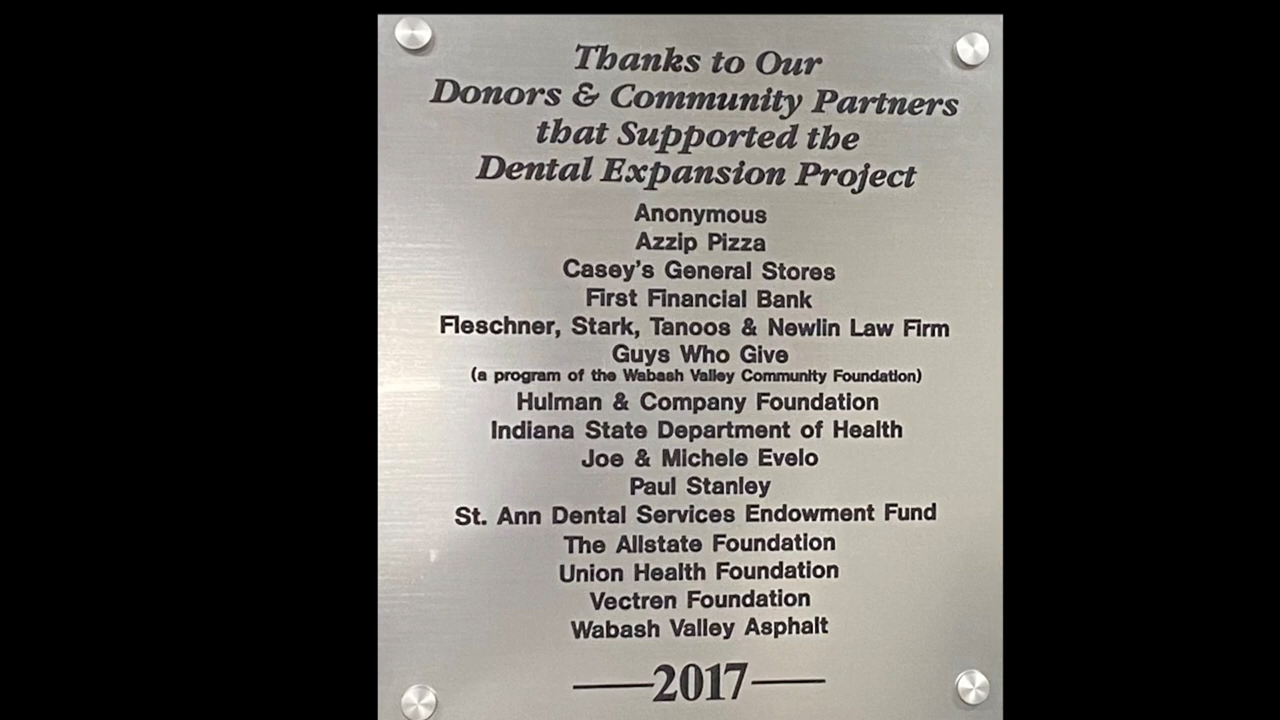 Thanks to Our
Donors & Community Partners
that Supported the
Dental Expansion Project
Anonymous
Azzip Pizza
Casey's General Stores
First Financial Bank
Fleschner, Stark, Tanoos & Newlin Law Firm
Guys Who Give
(a program of the Wabash Valley Community Foundation)
Hulman & Company Foundation
Indiana State Department of Health
Joe & Michele Evelo
Paul Stanley
St. Ann Dental Services Endowment Fund
The Allstate Foundation
Union Health Foundation
Vectren Foundation
Wabash Valley Asphalt
2017